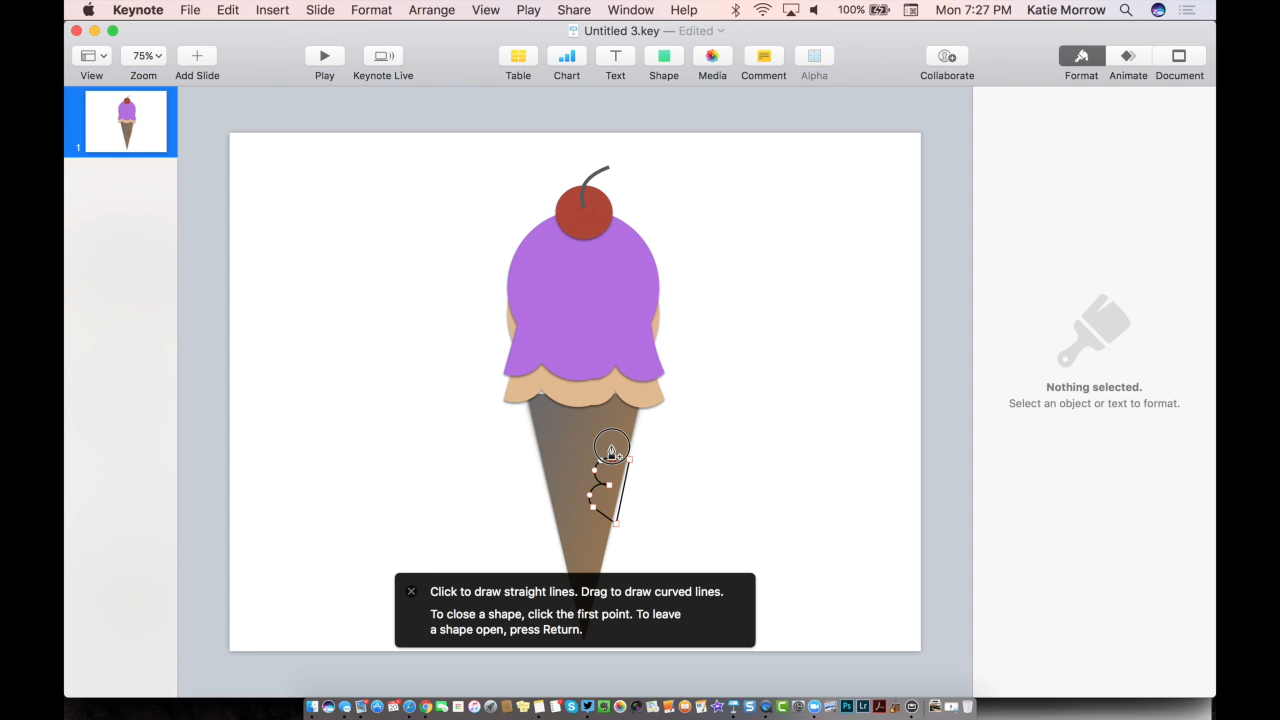 Keynote File Edit Insert Slide Format Arrange View Play Share Window Help 100% Mon 7:27 PM Katie Morrow
Untitled 3.key — Edited
75%
View Zoom Add Slide Play Keynote Live Table Chart Text Shape Media Comment Alpha Collaborate Format Animate Document
1
Nothing selected.
Select an object or text to format.
Click to draw straight lines. Drag to draw curved lines.
To close a shape, click the first point. To leave
a shape open, press Return.
Ps Lr